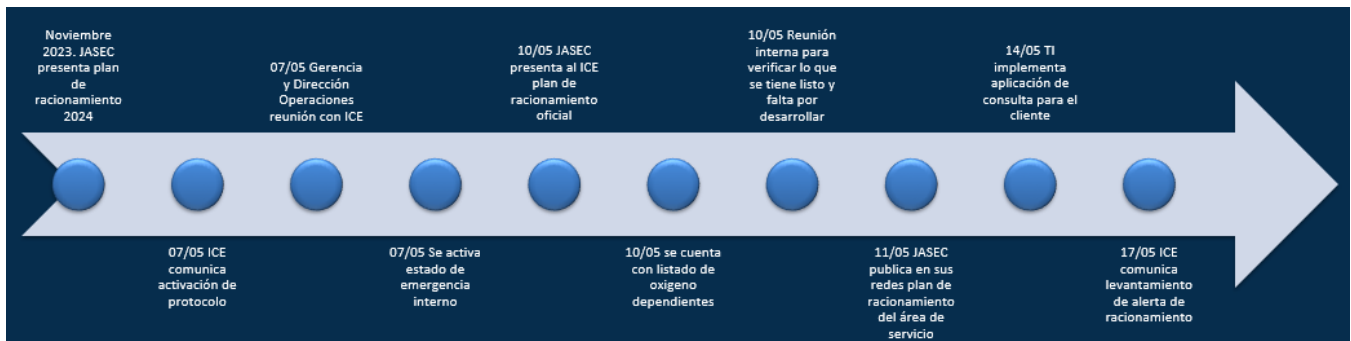 Noviembre
2023. JASEC
presenta plan
de
racionamiento
2024
07/05 ICE
comunica
activación de
protocolo
07/05 Gerencia
y Dirección
Operaciones
reunión con ICE
07/05 Se activa
estado de
emergencia
interno
10/05 JASEC
presenta al ICE
plan de
racionamiento
oficial
10/05 se cuenta
con listado de
oxigeno
dependientes
10/05 Reunión
interna para
verificar lo que
se tiene listo y
falta por
desarrollar
11/05 JASEC
publica en sus
redes plan de
racionamiento
del área de
servicio
14/05 TI
implementa
aplicación de
consulta para el
cliente
17/05 ICE
comunica
levantamiento
de alerta de
racionamiento